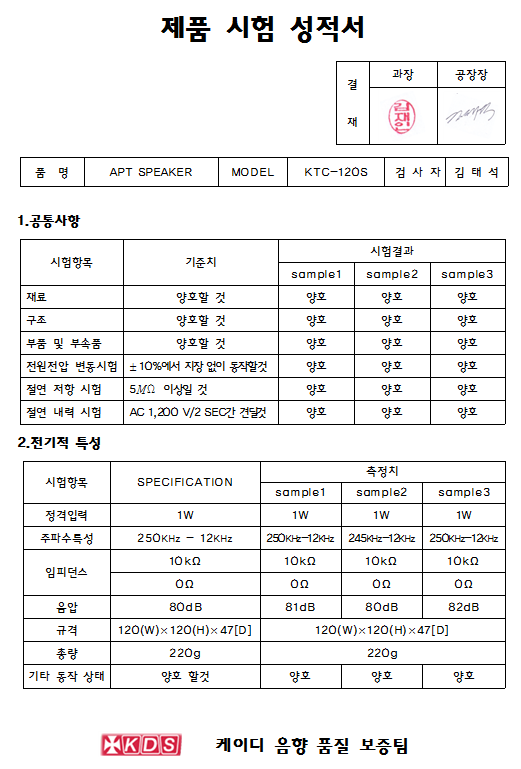 제품 시험 성적서
결 재 과장 공장장
김재인
품 명 APT SPEAKER MODEL KTC-120S 검 사 자 김 태 석
1.공통사항
시험항목 기준치 시험결과
sample1 sample2 sample3
재료 양호할 것 양호 양호 양호
구조 양호할 것 양호 양호 양호
부품 및 부속품 양호할 것 양호 양호 양호
전원전압 변동시험 ±10%에서 지장 없이 동작할것 양호 양호 양호
절연 저항 시험 5㏁ 이상일 것 양호 양호 양호
절연 내력 시험 AC 1,200 V/2 SEC간 견딜것 양호 양호 양호
2.전기적 특성
시험항목 SPECIFICATION 측정치
sample1 sample2 sample3
정격입력 1W 1W 1W 1W
주파수특성 250KHz - 12KHz 250KHz-12KHz 245KHz-12KHz 250KHz-12KHz
임피던스 10kΩ 10kΩ 10kΩ 10kΩ
0Ω 0Ω 0Ω 0Ω
음압 80dB 81dB 80dB 82dB
규격 120(W)×120(H)×47[D] 120(W)×120(H)×47[D]
총량 220g 220g
기타 동작 상태 양호 할것 양호 양호 양호
KDS 케이디 음향 품질 보증팀